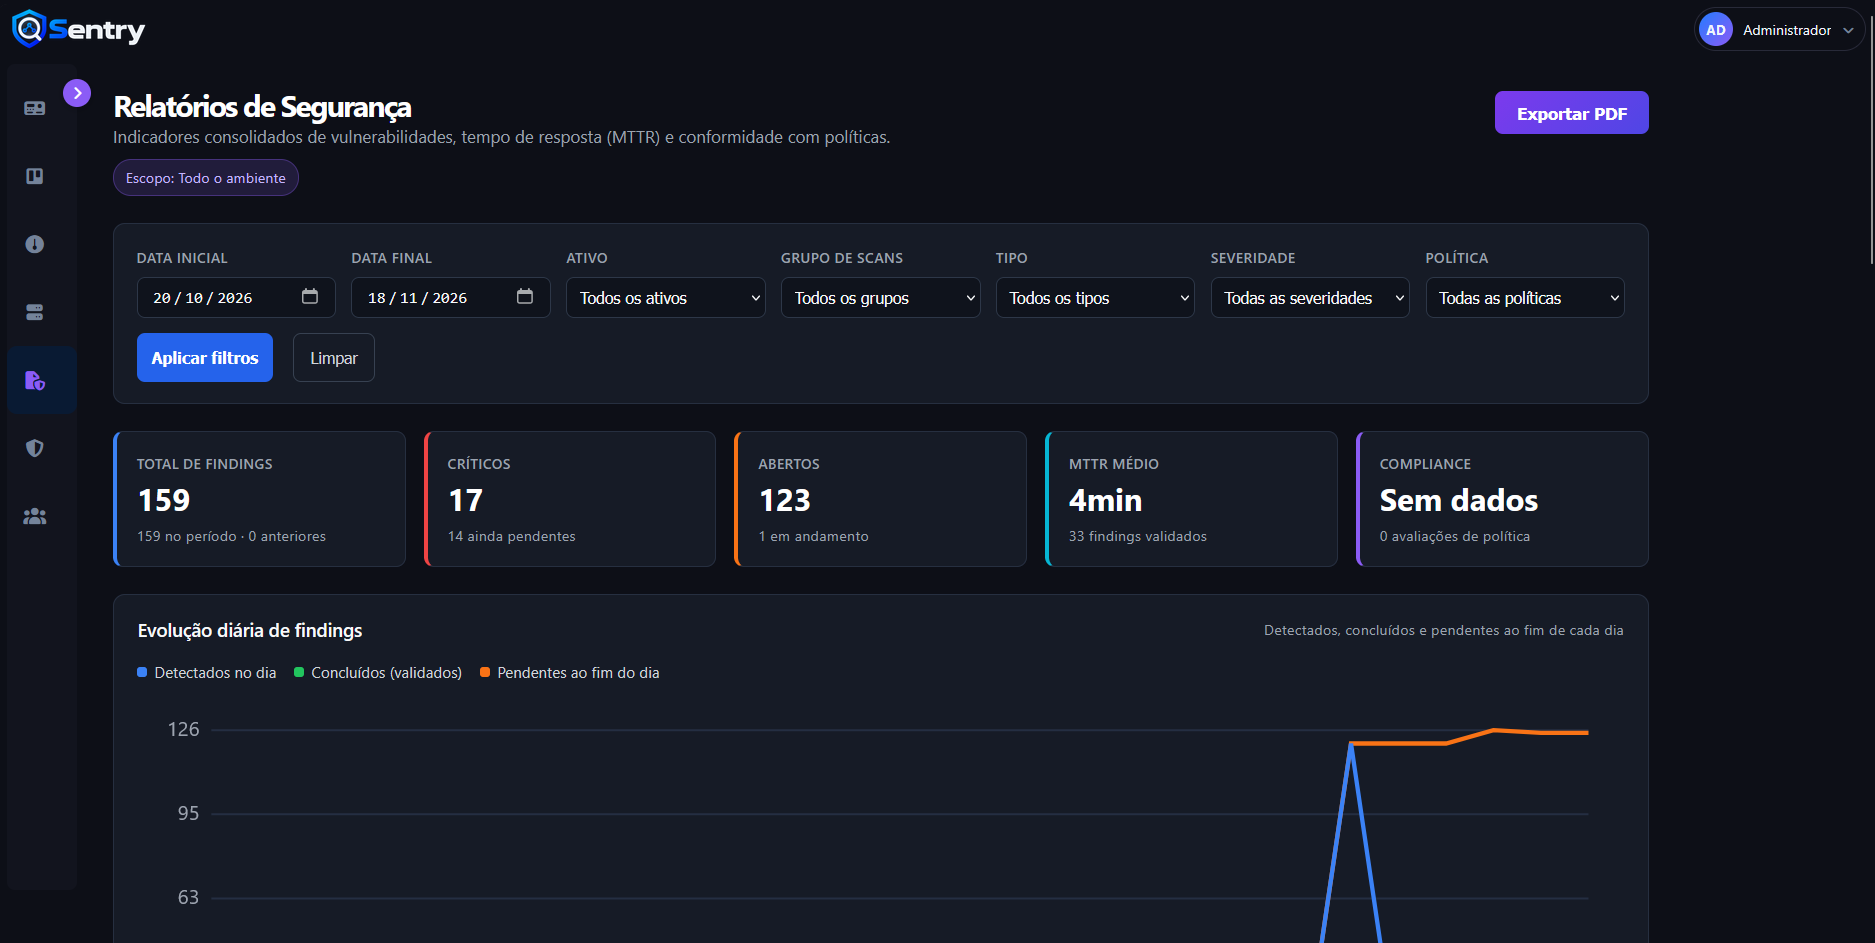 Sentry
AD Administrador
Relatórios de Segurança
Exportar PDF
Indicadores consolidados de vulnerabilidades, tempo de resposta (MTTR) e conformidade com políticas.
Escopo: Todo o ambiente
DATA INICIAL DATA FINAL ATIVO GRUPO DE SCANS TIPO SEVERIDADE POLÍTICA
20/10/2026 18/11/2026 Todos os ativos Todos os grupos Todos os tipos Todas as severidades Todas as políticas
Aplicar filtros Limpar
TOTAL DE FINDINGS CRÍTICOS ABERTOS MTTR MÉDIO COMPLIANCE
159 17 123 4min Sem dados
159 no período · 0 anteriores 14 ainda pendentes 1 em andamento 33 findings validados 0 avaliações de política
Evolução diária de findings Detectados, concluídos e pendentes ao fim de cada dia
Detectados no dia Concluídos (validados) Pendentes ao fim do dia
126
95
63